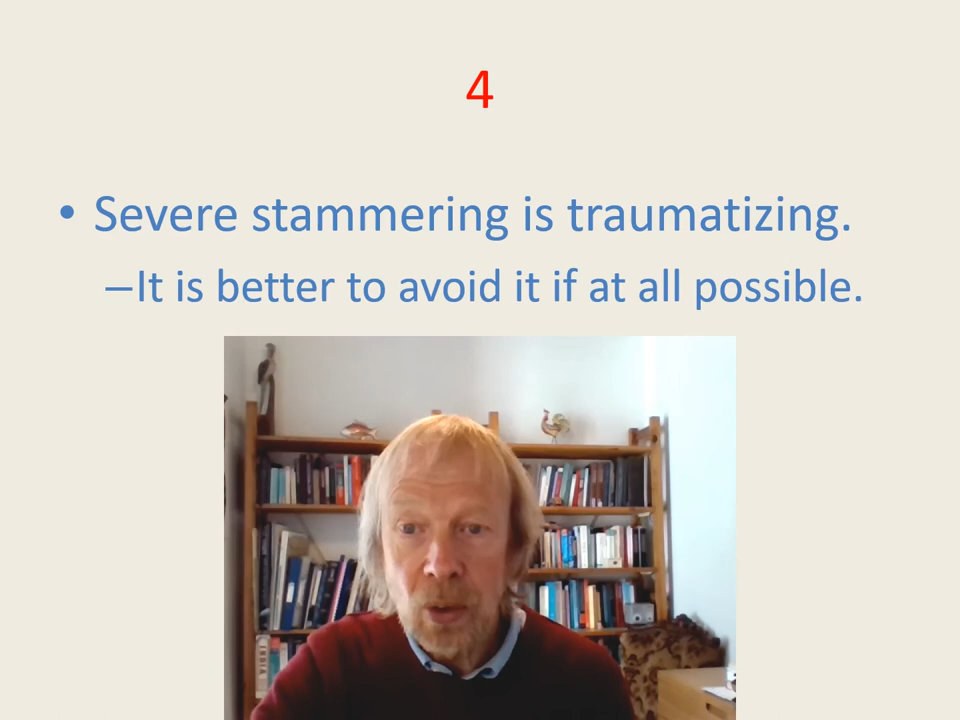 4
• Severe stammering is traumatizing.
–It is better to avoid it if at all possible.